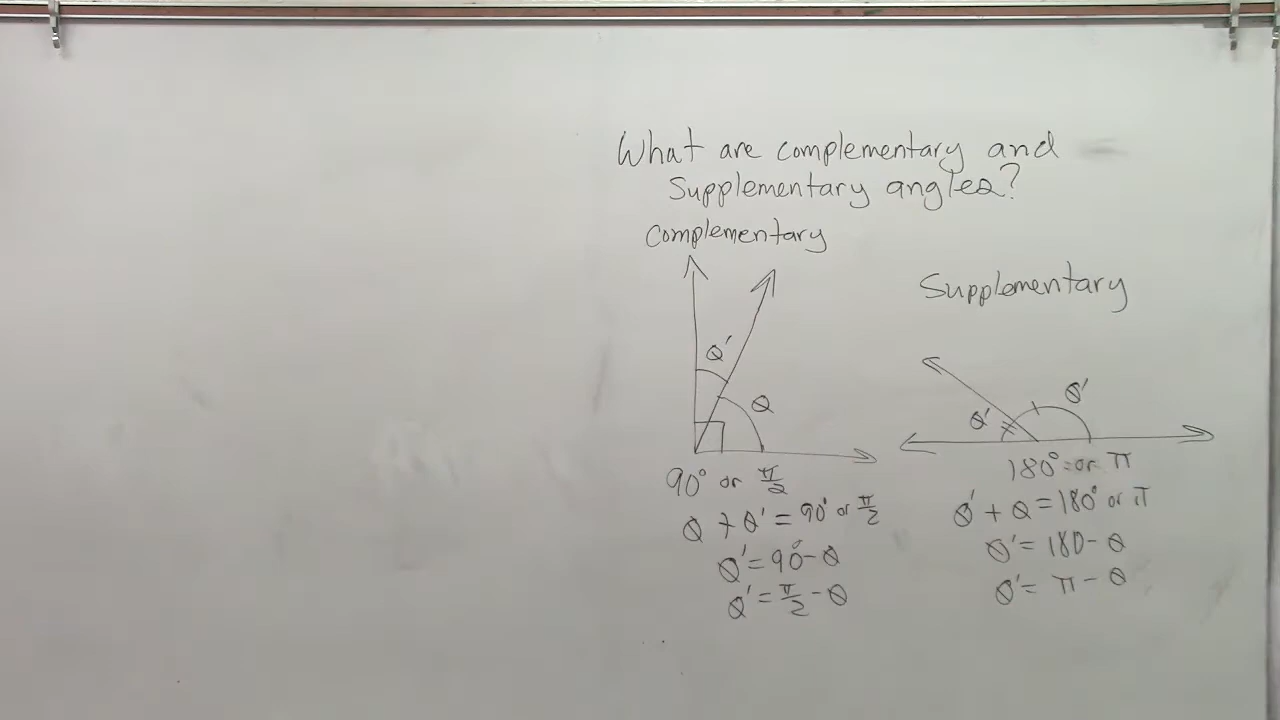 What are complementary and
Supplementary angles?
Complementary
θ'
θ
90° or π/2
θ + θ' = 90° or π/2
θ' = 90° - θ
θ' = π/2 - θ
Supplementary
θ'
θ'
180° or π
θ' + θ = 180° or π
θ' = 180 - θ
θ' = π - θ